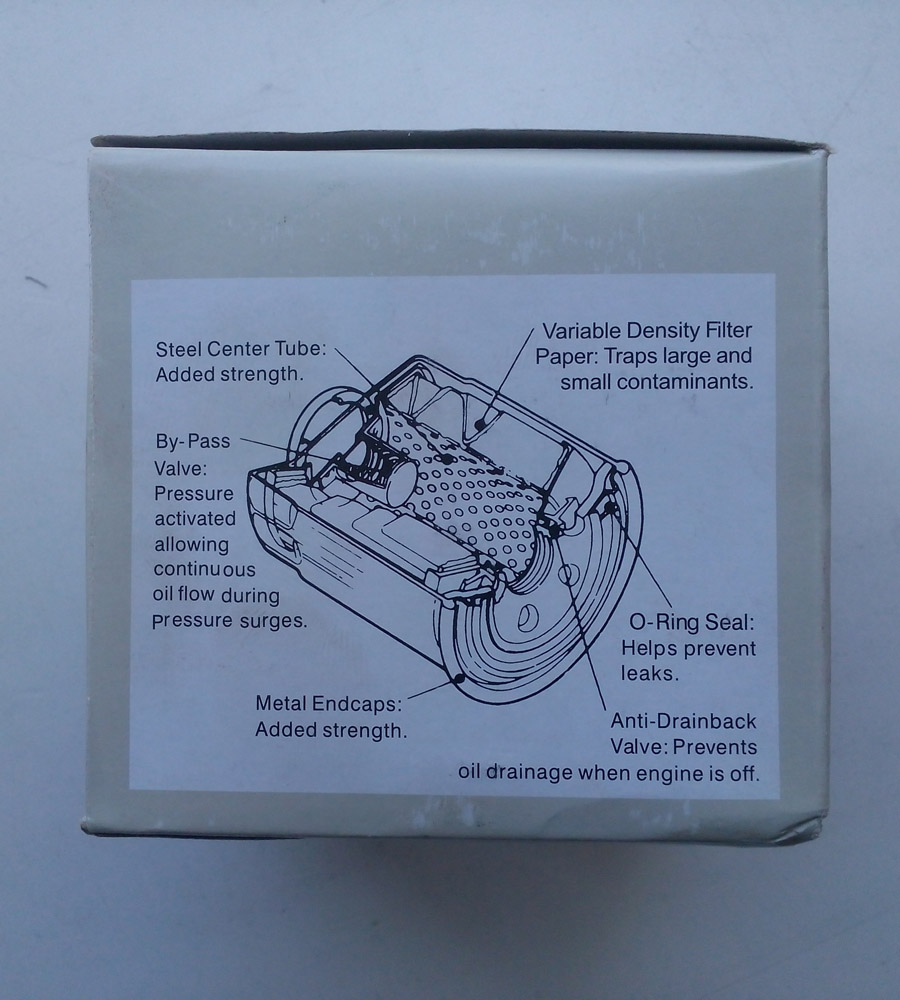 Steel Center Tube:
Added strength.
Variable Density Filter
Paper: Traps large and
small contaminants.
By-Pass
Valve:
Pressure
activated
allowing
continuous
oil flow during
pressure surges.
O-Ring Seal:
Helps prevent
leaks.
Metal Endcaps:
Added strength.
Anti-Drainback
Valve: Prevents
oil drainage when engine is off.